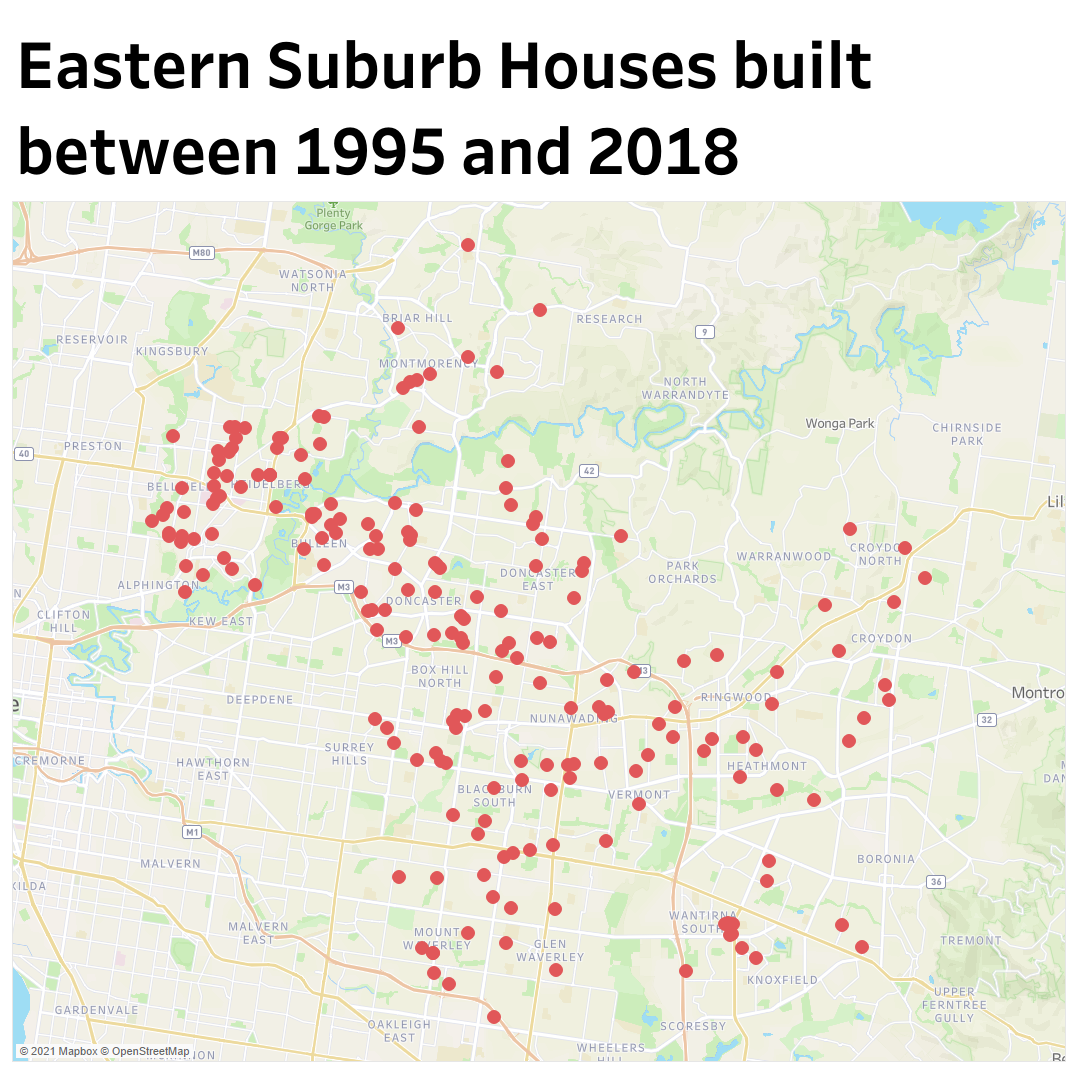 Eastern Suburb Houses built
between 1995 and 2018
Plenty
Gorge Park
M80
WATSONIA
NORTH
BRIAR HILL
RESEARCH
9
RESERVOIR
KINGSBURY
MONTMORENCY
NORTH
WARRANDYTE
Wonga Park
CHIRNSIDE
PARK
PRESTON
40
42
HEIDELBERG
Lil
BULLEEN
WARRANWOOD
CROYDON
NORTH
DONCASTER
EAST
PARK
ORCHARDS
ALPHINGTON
M3
DONCASTER
N
CLIFTON
HILL
KEW EAST
M3
CROYDON
BOX HILL
NORTH
M3
RINGWOOD
Montro
e
DEEPDENE
NUNAWADING
32
SURREY
HILLS
CREMORNE
HAWTHORN
EAST
HEATHMONT
DAN
BLACKBURN
SOUTH
VERMONT
M1
MALVERN
BORONIA
KILDA
36
MALVERN
EAST
WANTIRNA
SOUTH
MOUNT
WAVERLEY
GLEN
WAVERLEY
TREMONT
KNOXFIELD
UPPER
FERNTREE
GULLY
GARDENVALE
OAKLEIGH
EAST
SCORESBY
WHEELERS
HILL
© 2021 Mapbox © OpenStreetMap